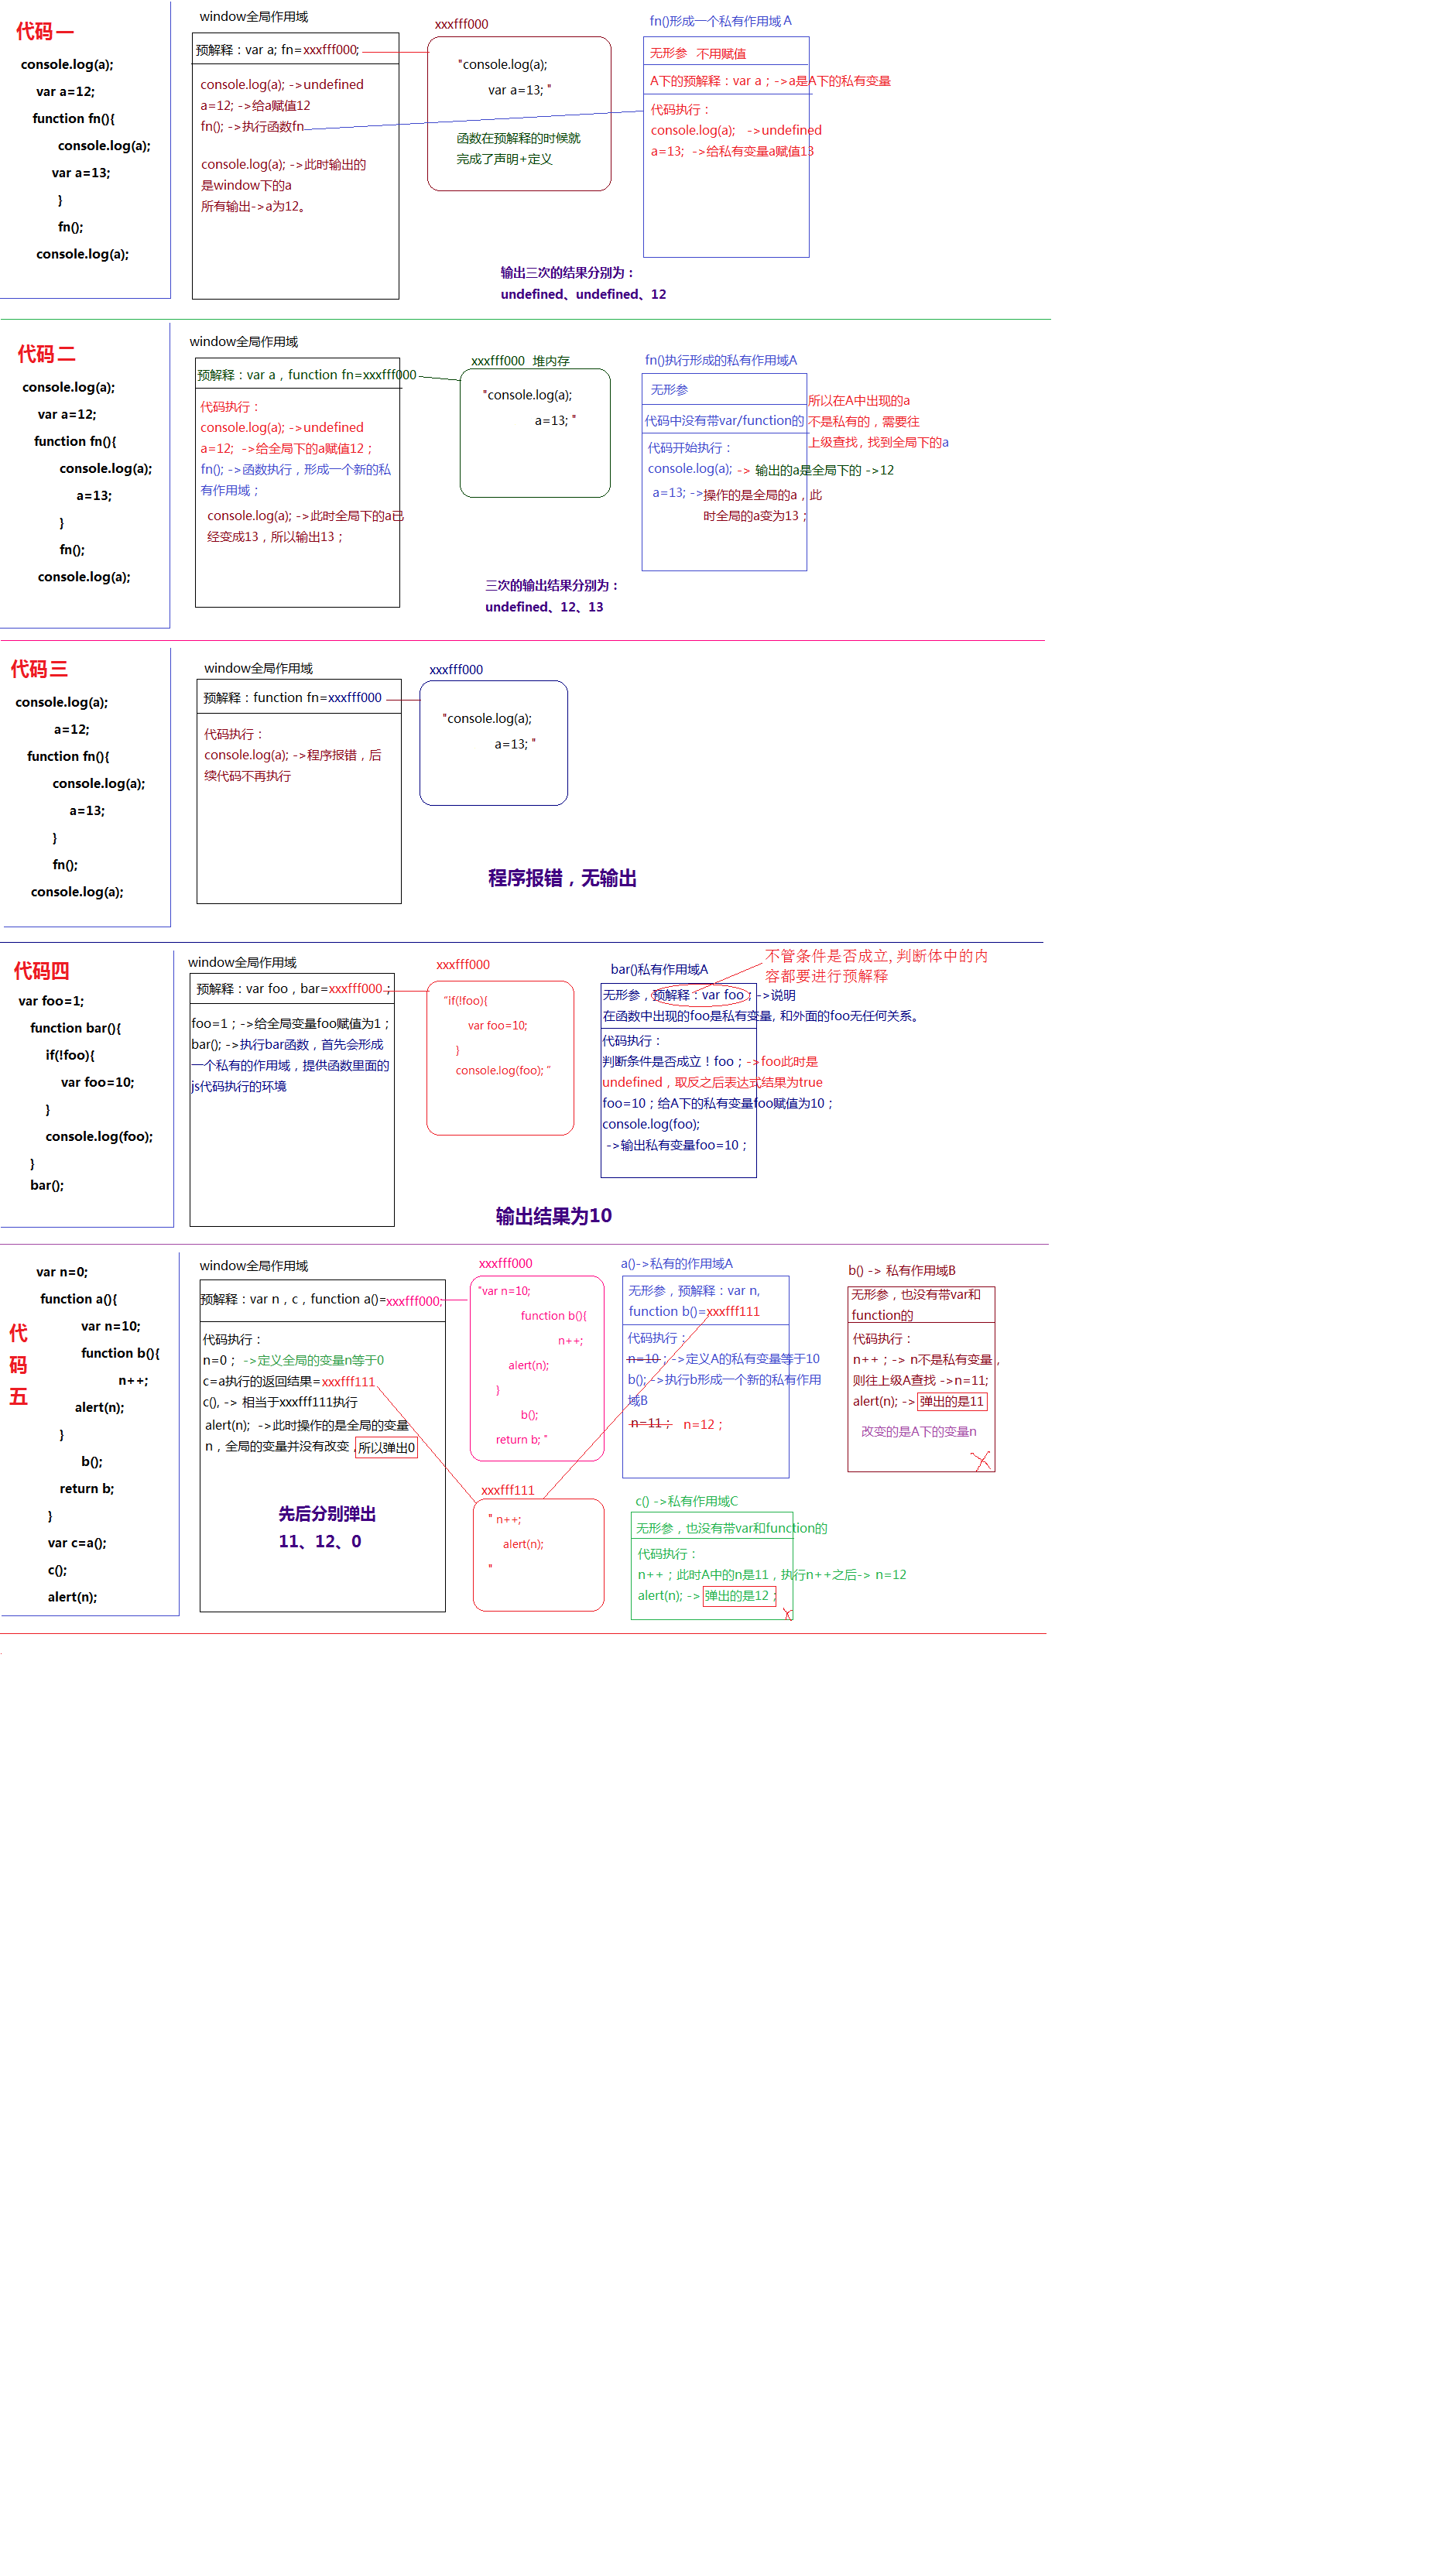 代码一
console.log(a);
var a=12;
function fn(){
console.log(a);
var a=13;
}
fn();
console.log(a);
window全局作用域
预解释：var a; fn=xxxfff000;
console.log(a); ->undefined
a=12; ->给a赋值12
fn(); ->执行函数fn
console.log(a); ->此时输出的
是window下的a
所有输出->a为12。
xxxfff000
"console.log(a);
var a=13; "
函数在预解释的时候就
完成了声明+定义
fn()形成一个私有作用域 A
无形参 不用赋值
A下的预解释：var a；->a是A下的私有变量
代码执行：
console.log(a); ->undefined
a=13; ->给私有变量a赋值13
输出三次的结果分别为：
undefined、undefined、12
代码二
console.log(a);
var a=12;
function fn(){
console.log(a);
a=13;
}
fn();
console.log(a);
window全局作用域
预解释：var a，function fn=xxxfff000
代码执行：
console.log(a); ->undefined
a=12; ->给全局下的a赋值12；
fn(); ->函数执行，形成一个新的私
有作用域；
console.log(a); ->此时全局下的a已
经变成13，所以输出13；
xxxfff000 堆内存
"console.log(a);
a=13; "
fn()执行形成的私有作用域A
无形参
代码中没有带var/function的
代码开始执行：
console.log(a); -> 输出的a是全局下的 ->12
a=13; ->操作的是全局的a，此
时全局的a变为13；
所以在A中出现的a
不是私有的，需要往
上级查找，找到全局下的a
三次的输出结果分别为：
undefined、12、13
代码三
console.log(a);
a=12;
function fn(){
console.log(a);
a=13;
}
fn();
console.log(a);
window全局作用域
预解释：function fn=xxxfff000
代码执行：
console.log(a); ->程序报错，后
续代码不再执行
xxxfff000
"console.log(a);
a=13; "
程序报错，无输出
代码四
var foo=1;
function bar(){
if(!foo){
var foo=10;
}
console.log(foo);
}
bar();
window全局作用域
预解释：var foo，bar=xxxfff000；
foo=1；->给全局变量foo赋值为1；
bar(); ->执行bar函数，首先会形成
一个私有的作用域，提供函数里面的
js代码执行的环境
xxxfff000
"if(!foo){
var foo=10;
}
console.log(foo); "
bar()私有作用域A
无形参，预解释：var foo；->说明
在函数中出现的foo是私有变量, 和外面的foo无任何关系。
代码执行：
判断条件是否成立！foo；->foo此时是
undefined，取反之后表达式结果为true
foo=10；给A下的私有变量foo赋值为10；
console.log(foo);
->输出私有变量foo=10；
不管条件是否成立, 判断体中的内
容都要进行预解释
输出结果为10
代码五
var n=0;
function a(){
var n=10;
function b(){
n++;
alert(n);
}
b();
return b;
}
var c=a();
c();
alert(n);
window全局作用域
预解释：var n，c，function a()=xxxfff000;
代码执行：
n=0； ->定义全局的变量n等于0
c=a执行的返回结果=xxxfff111
c(), -> 相当于xxxfff111执行
alert(n); ->此时操作的是全局的变量
n，全局的变量并没有改变，所以弹出0
先后分别弹出
11、12、0
xxxfff000
"var n=10;
function b(){
n++;
alert(n);
}
b();
return b; "
xxxfff111
" n++;
alert(n);
"
a()->私有的作用域A
无形参，预解释：var n,
function b()=xxxfff111
代码执行：
n=10；->定义A的私有变量等于10
b(); ->执行b形成一个新的私有作用
域B
n=11； n=12；
b() -> 私有作用域B
无形参，也没有带var和
function的
代码执行：
n++；-> n不是私有变量，
则往上级A查找 ->n=11;
alert(n); -> 弹出的是11
改变的是A下的变量n
c() ->私有作用域C
无形参，也没有带var和function的
代码执行：
n++；此时A中的n是11，执行n++之后-> n=12
alert(n); -> 弹出的是12；